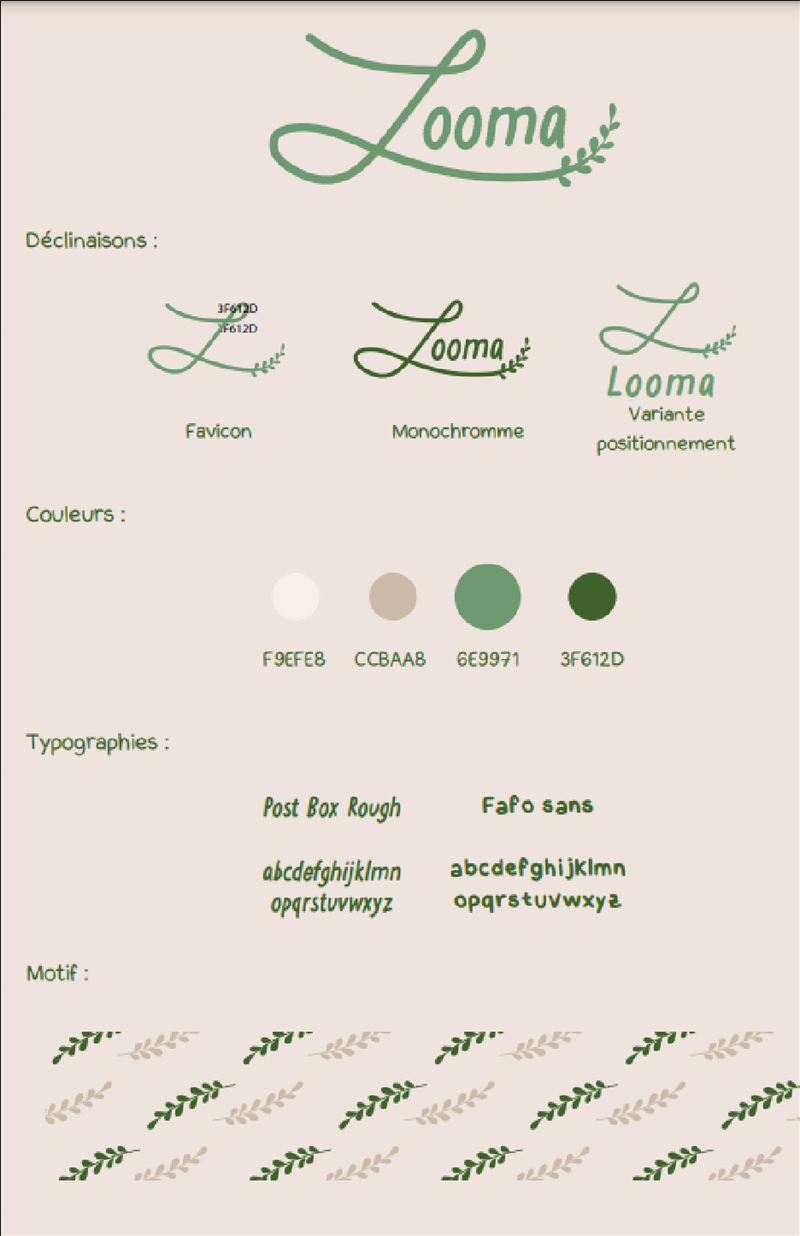 Looma
Déclinaisons :
3F612D
3F612D
Looma
Looma
Favicon
Monochromme
Variante
positionnement
Couleurs :
F9EFE8
CCBAA8
6E9971
3F612D
Typographies :
Post Box Rough
Fafo sans
abcdefghijklmn
opqrstuvwxyz
abcdefghijklmn
opqrstuvwxyz
Motif :